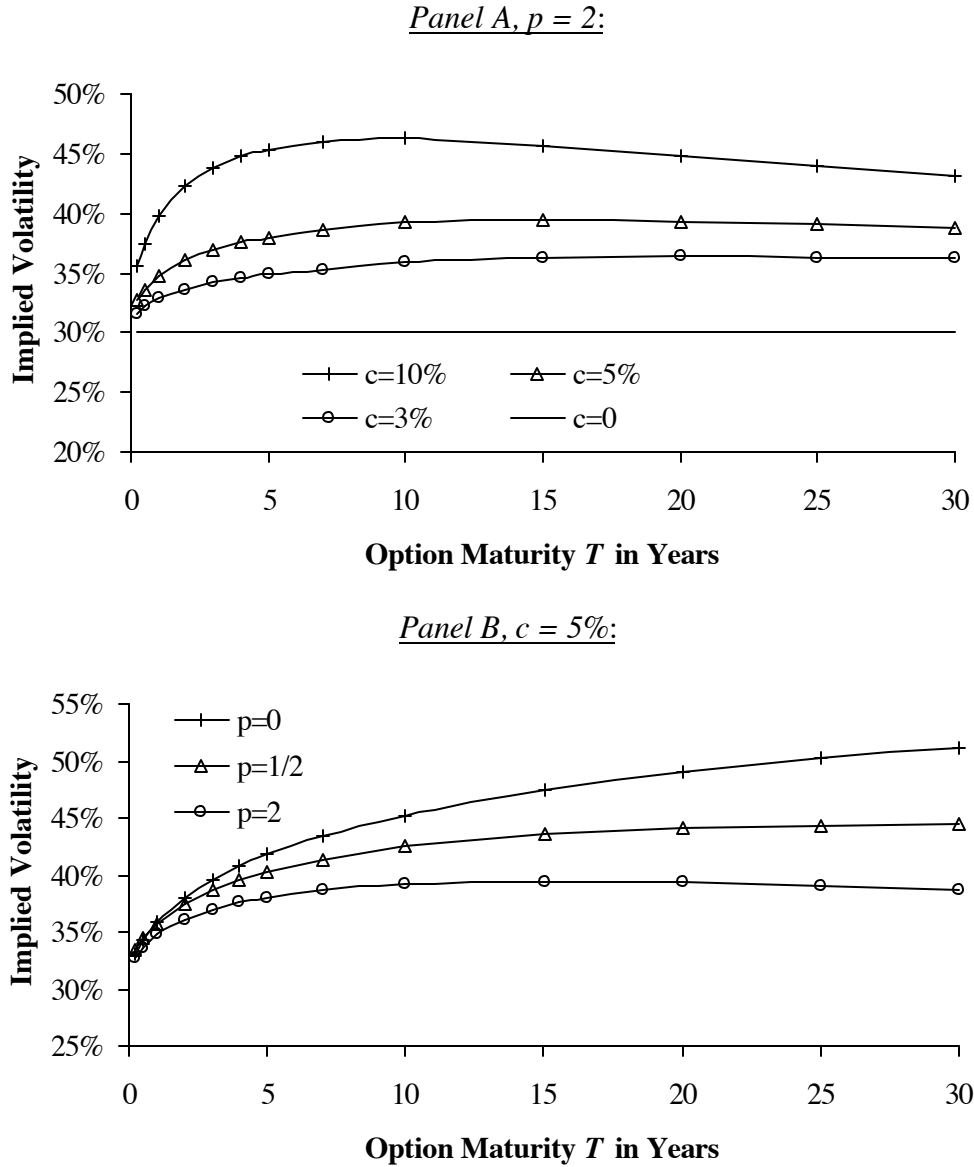 Panel A, p = 2:
50%
45%
40%
35%
30%
25%
20%
Implied Volatility
c=10%
c=5%
c=3%
c=0
0 5 10 15 20 25 30
Option Maturity T in Years
Panel B, c = 5%:
55%
50%
45%
40%
35%
30%
25%
Implied Volatility
p=0
p=1/2
p=2
0 5 10 15 20 25 30
Option Maturity T in Years